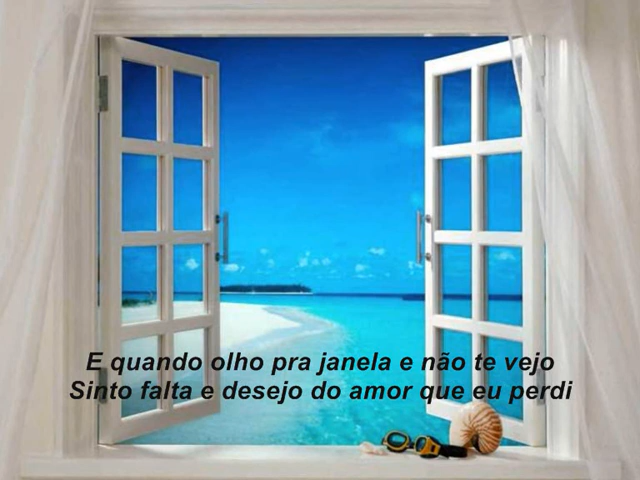 E quando olho pra janela e não te vejo
Sinto falta e desejo do amor que eu perdi